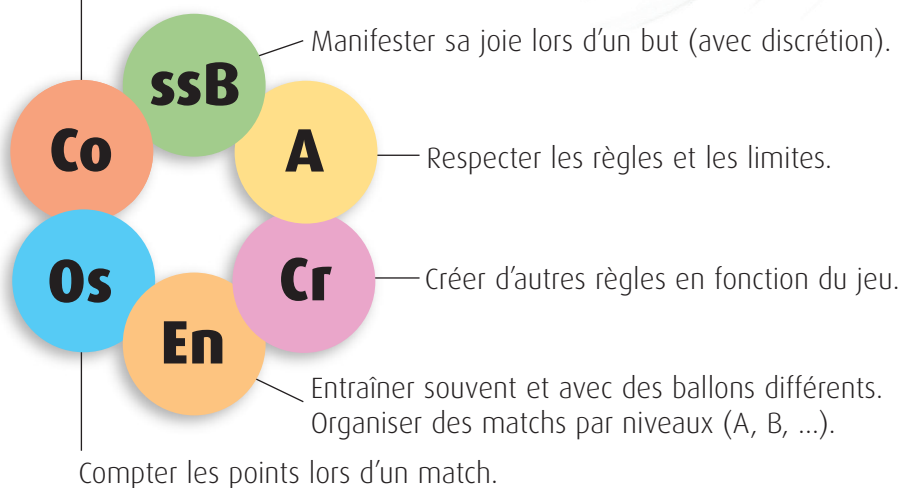 ssB
Manifester sa joie lors d’un but (avec discrétion).
Co
A
Respecter les règles et les limites.
Os
Cr
Créer d’autres règles en fonction du jeu.
En
Entraîner souvent et avec des ballons différents.
Organiser des matchs par niveaux (A, B, ...).
Compter les points lors d’un match.